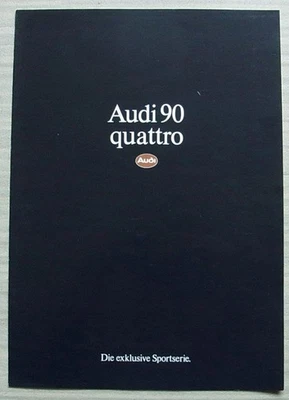 Audi 90
quattro
Audi
Die exklusive Sportserie.